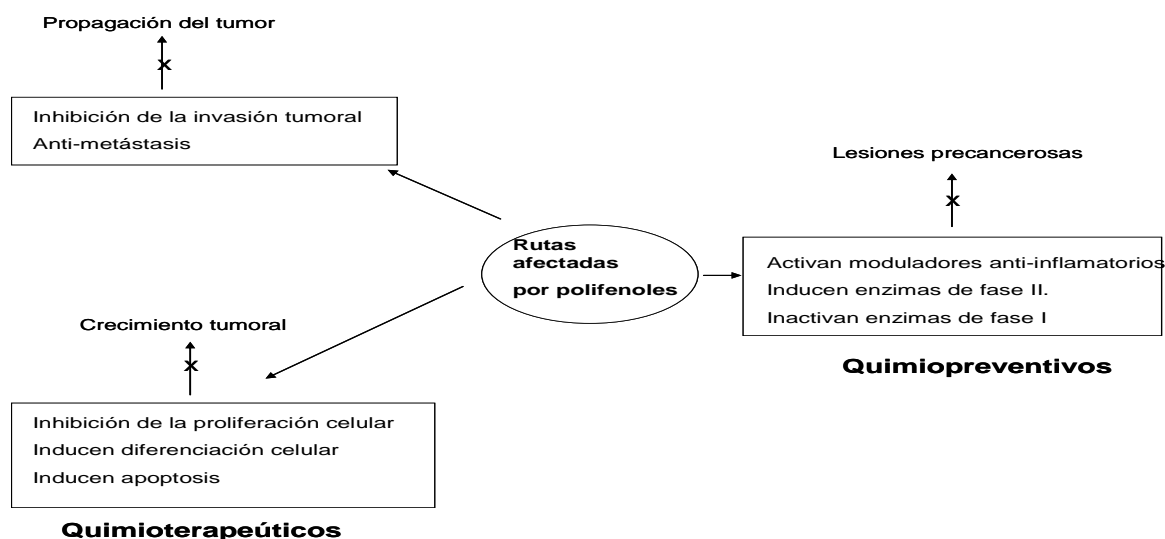 Propagación del tumor
x
Inhibición de la invasión tumoral
Anti-metástasis
Lesiones precancerosas
x
Rutas
afectadas
por polifenoles
Activan moduladores anti-inflamatorios
Inducen enzimas de fase II.
Inactivan enzimas de fase I
Quimiopreventivos
Crecimiento tumoral
x
Inhibición de la proliferación celular
Inducen diferenciación celular
Inducen apoptosis
Quimioterapeúticos